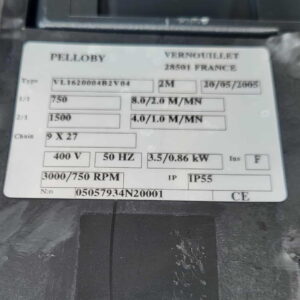 PELLOBY VERNOUILLET
28501 FRANCE
Type VL1620004B2V04 2M 20/05/2005
1/1 750 8.0/2.0 M/MN
2/1 1500 4.0/1.0 M/MN
Chain 9 X 27
400 V 50 HZ 3.5/0.86 kW Ins F
3000/750 RPM IP IP55
N:o 05057934N20001 CE